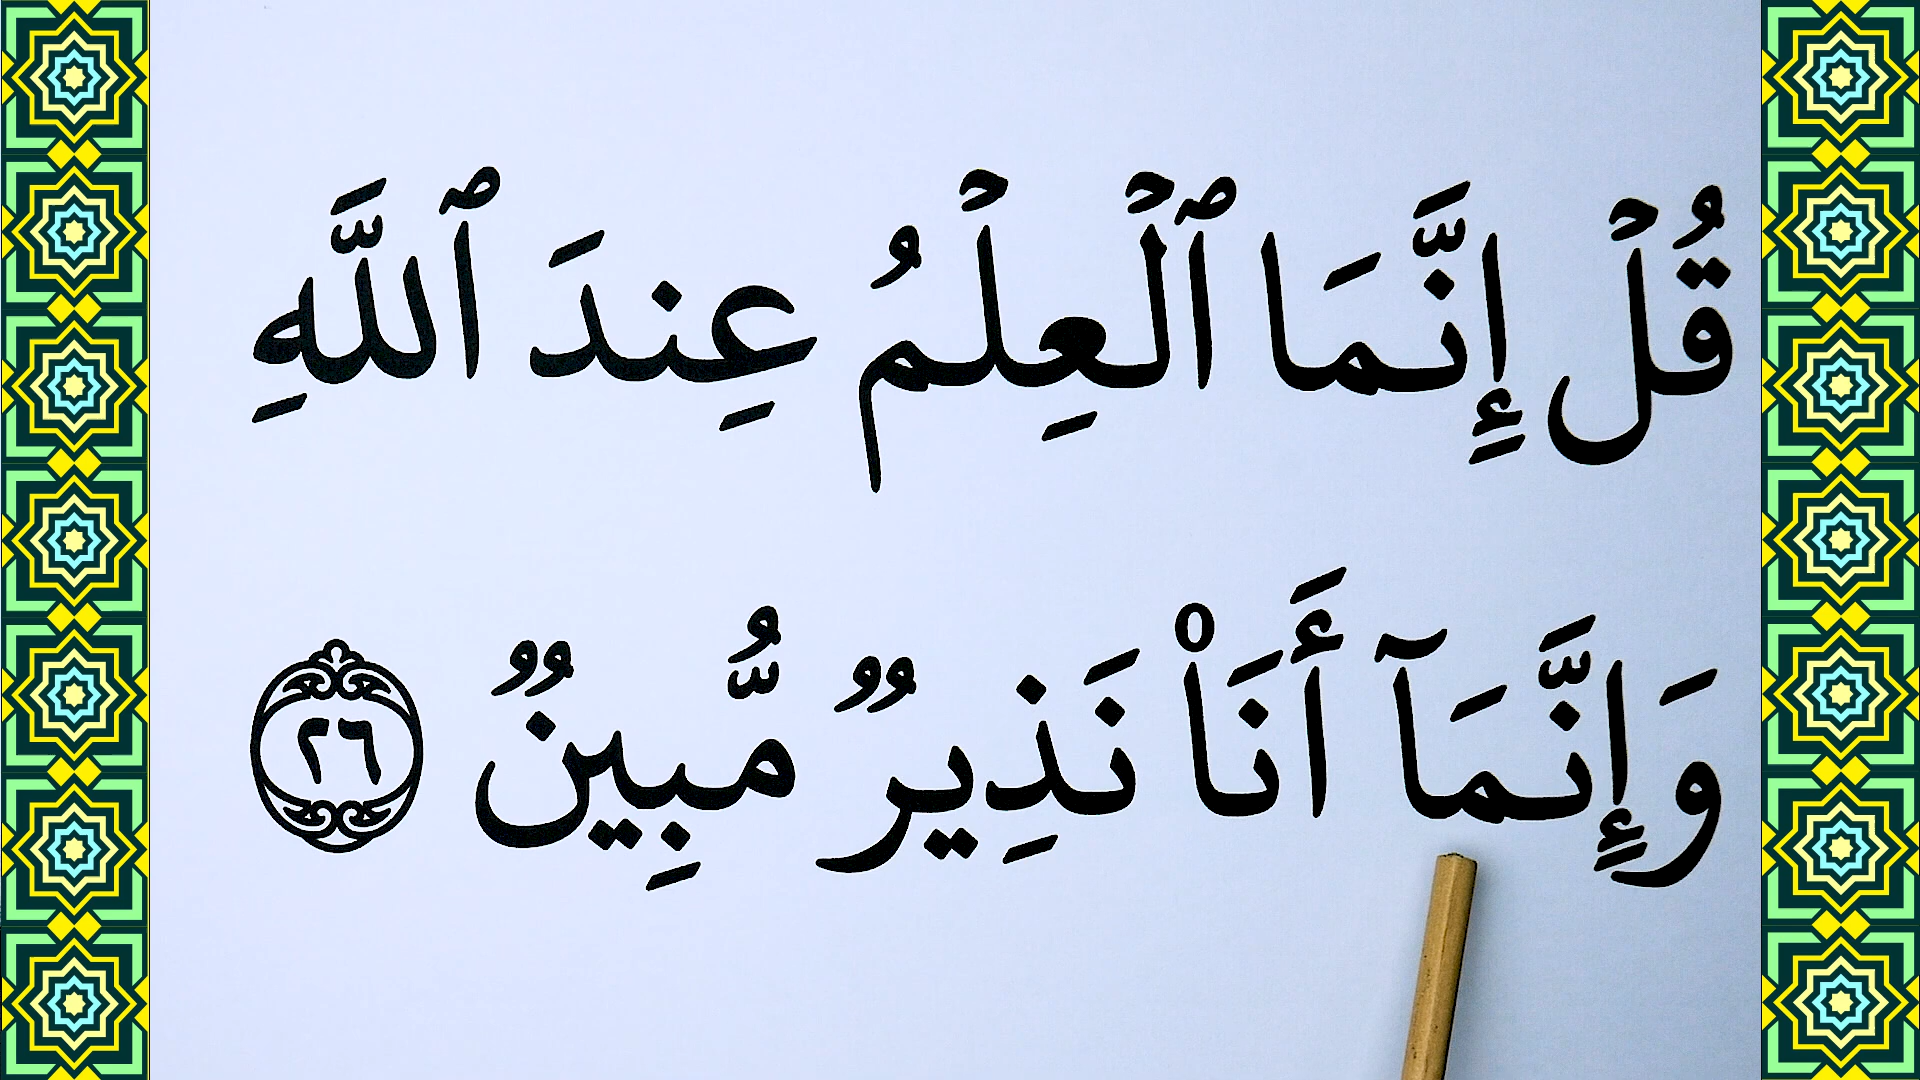 قُلۡ إِنَّمَا ٱلۡعِلۡمُ عِندَ ٱللَّهِ
وَإِنَّمَآ أَنَا۠ نَذِيرٞ مُّبِينٞ ٢٦